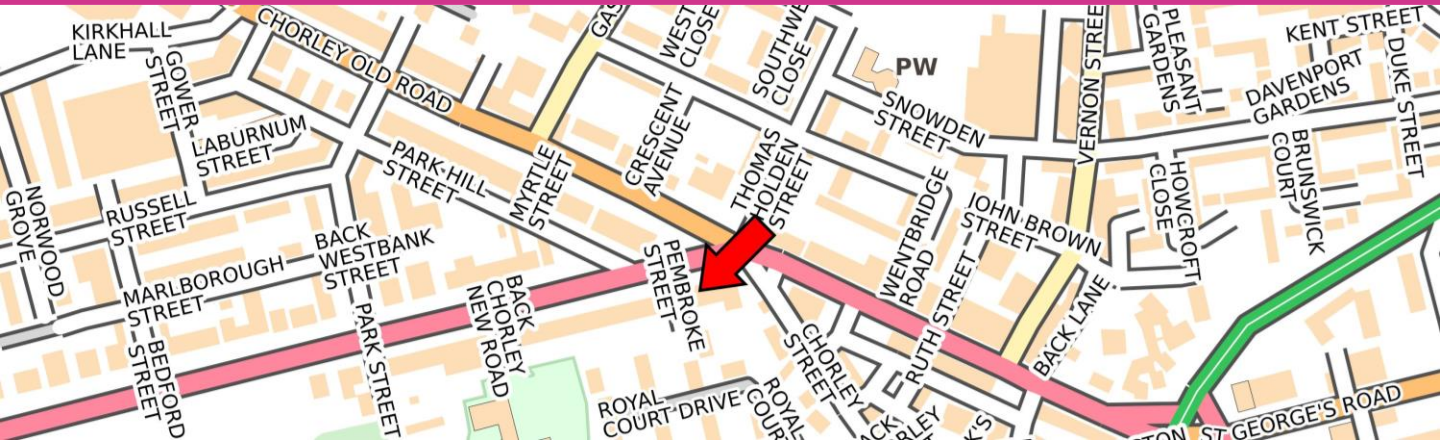 KIRKHALL
LANE
CHORLEY OLD ROAD
WEST
CLOSE
CLOSE
PW
VERNON STREE
PLEASANT
GARDENS
KENT STREET
DUKE STREET
DAVENPORT
GARDENS
GOWER
STREET
LABURNUM
STREET
CRESCENT
AVENUE
SNOWDEN
STREET
BRUNSWICK
COURT
PARK HILL
STREET
MYRTLE
STREET
THOMAS
HOLDEN
STREET
HOWCROFT
CLOSE
NORWOOD
GROVE
RUSSELL
STREET
WENTBRIDGE
ROAD
JOHN BROWN
STREET
BACK
WESTBANK
STREET
PEMBROKE
STREET
MARLBOROUGH
STREET
BACK
CHORLEY
NEW ROAD
RUTH STREET
BACK LANE
PARK STREET
BEDFORD
STREET
CHORLEY
STREET
ROYAL
COURT DRIVE
ROYAL
ST GEORGE'S ROAD